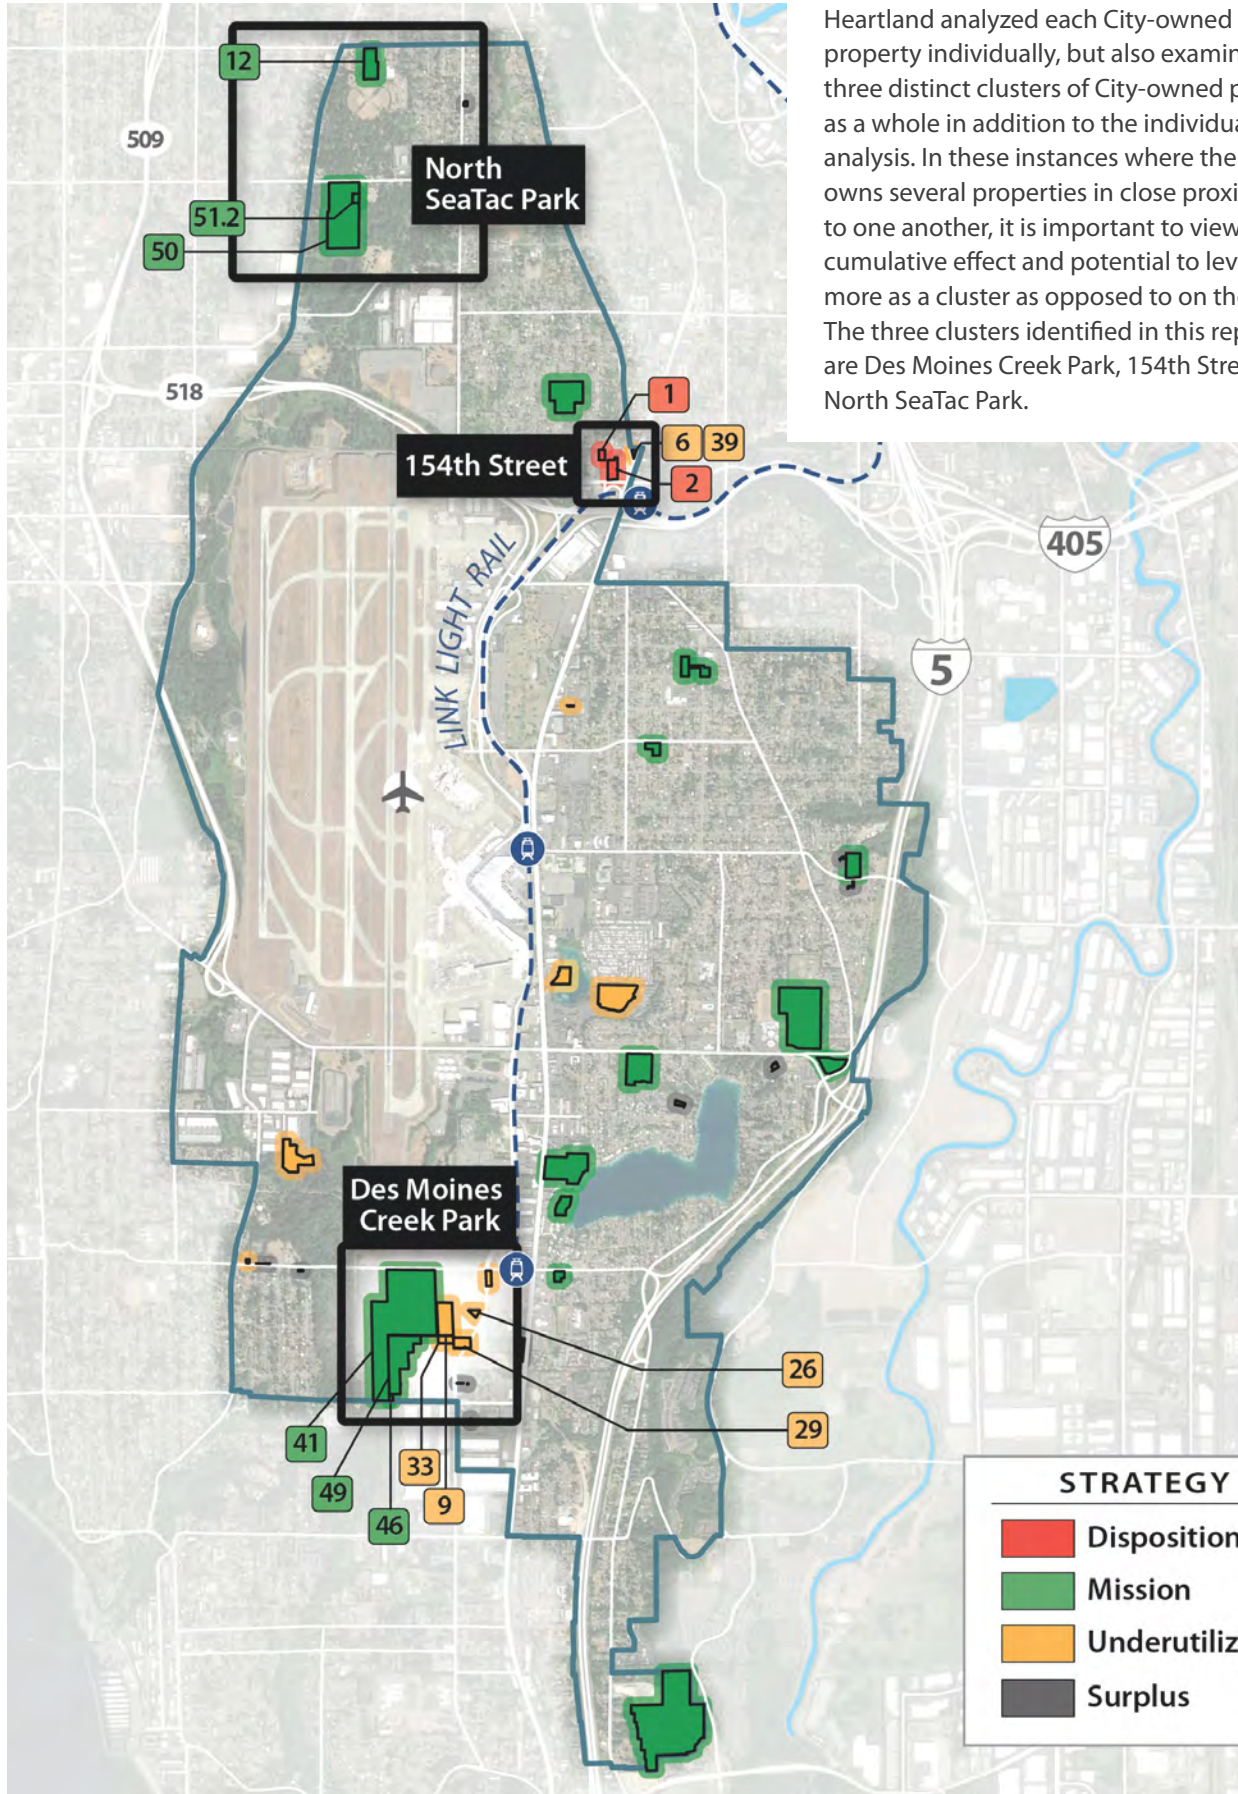 Heartland analyzed each City-owned
property individually, but also examin
three distinct clusters of City-owned p
as a whole in addition to the individua
analysis. In these instances where the
owns several properties in close proxi
to one another, it is important to view
cumulative effect and potential to lev
more as a cluster as opposed to on the
The three clusters identified in this rep
are Des Moines Creek Park, 154th Stre
North SeaTac Park.
12
509
North
SeaTac Park
51.2
50
518
1
6 39
154th Street
2
405
LINK LIGHT RAIL
5
Des Moines
Creek Park
26
29
41
33
49
9
46
STRATEGY
Disposition
Mission
Underutiliz
Surplus